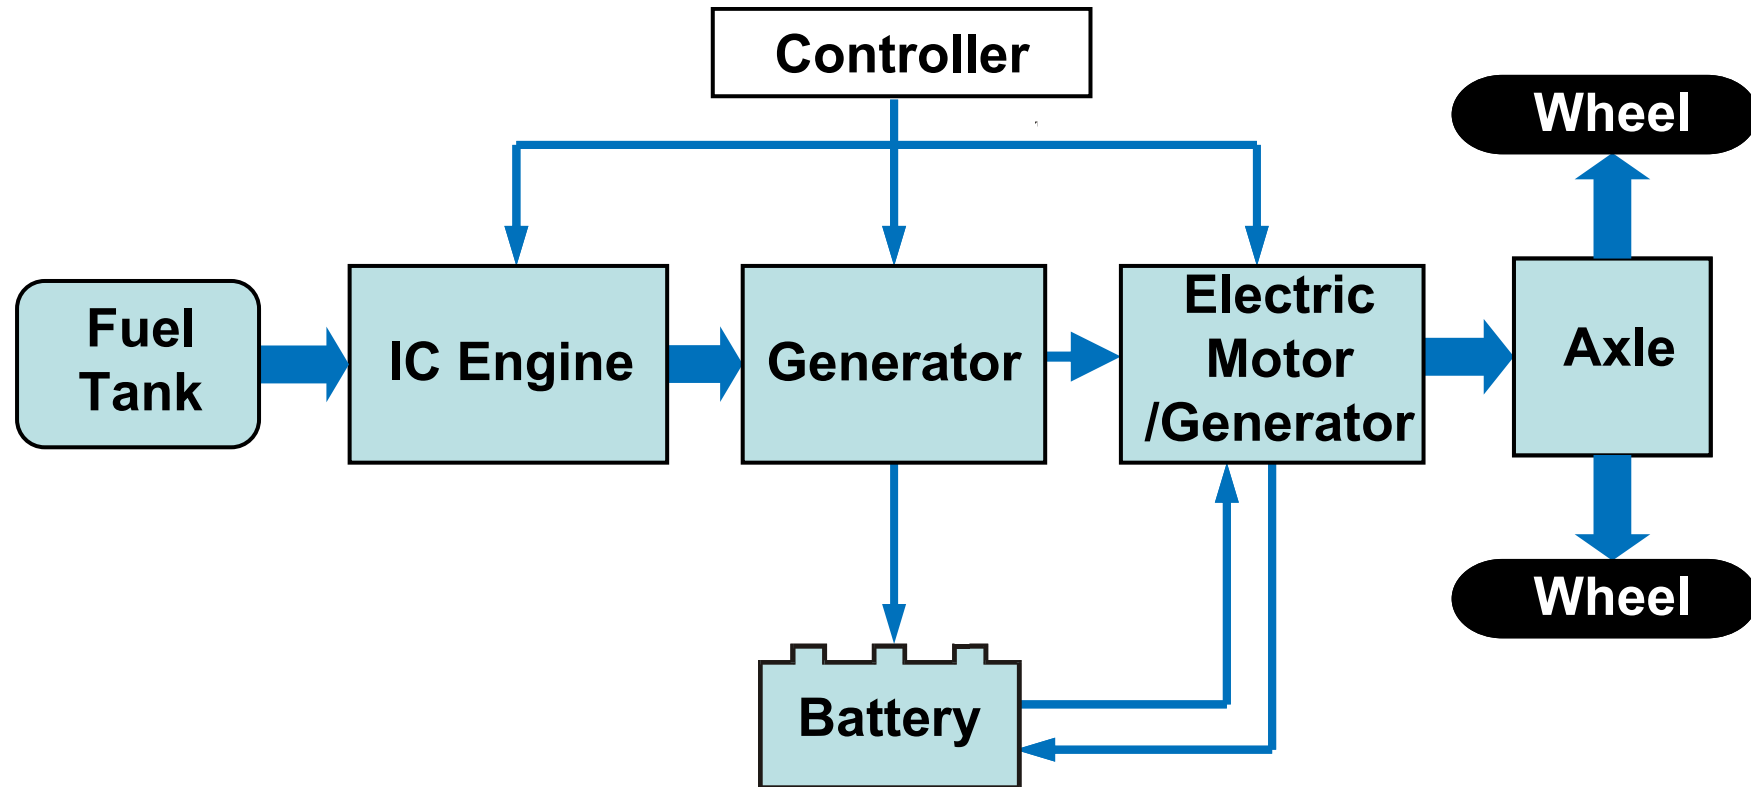 Controller
Wheel
Fuel
Tank
IC Engine
Generator
Electric
Motor
/Generator
Axle
Wheel
Battery